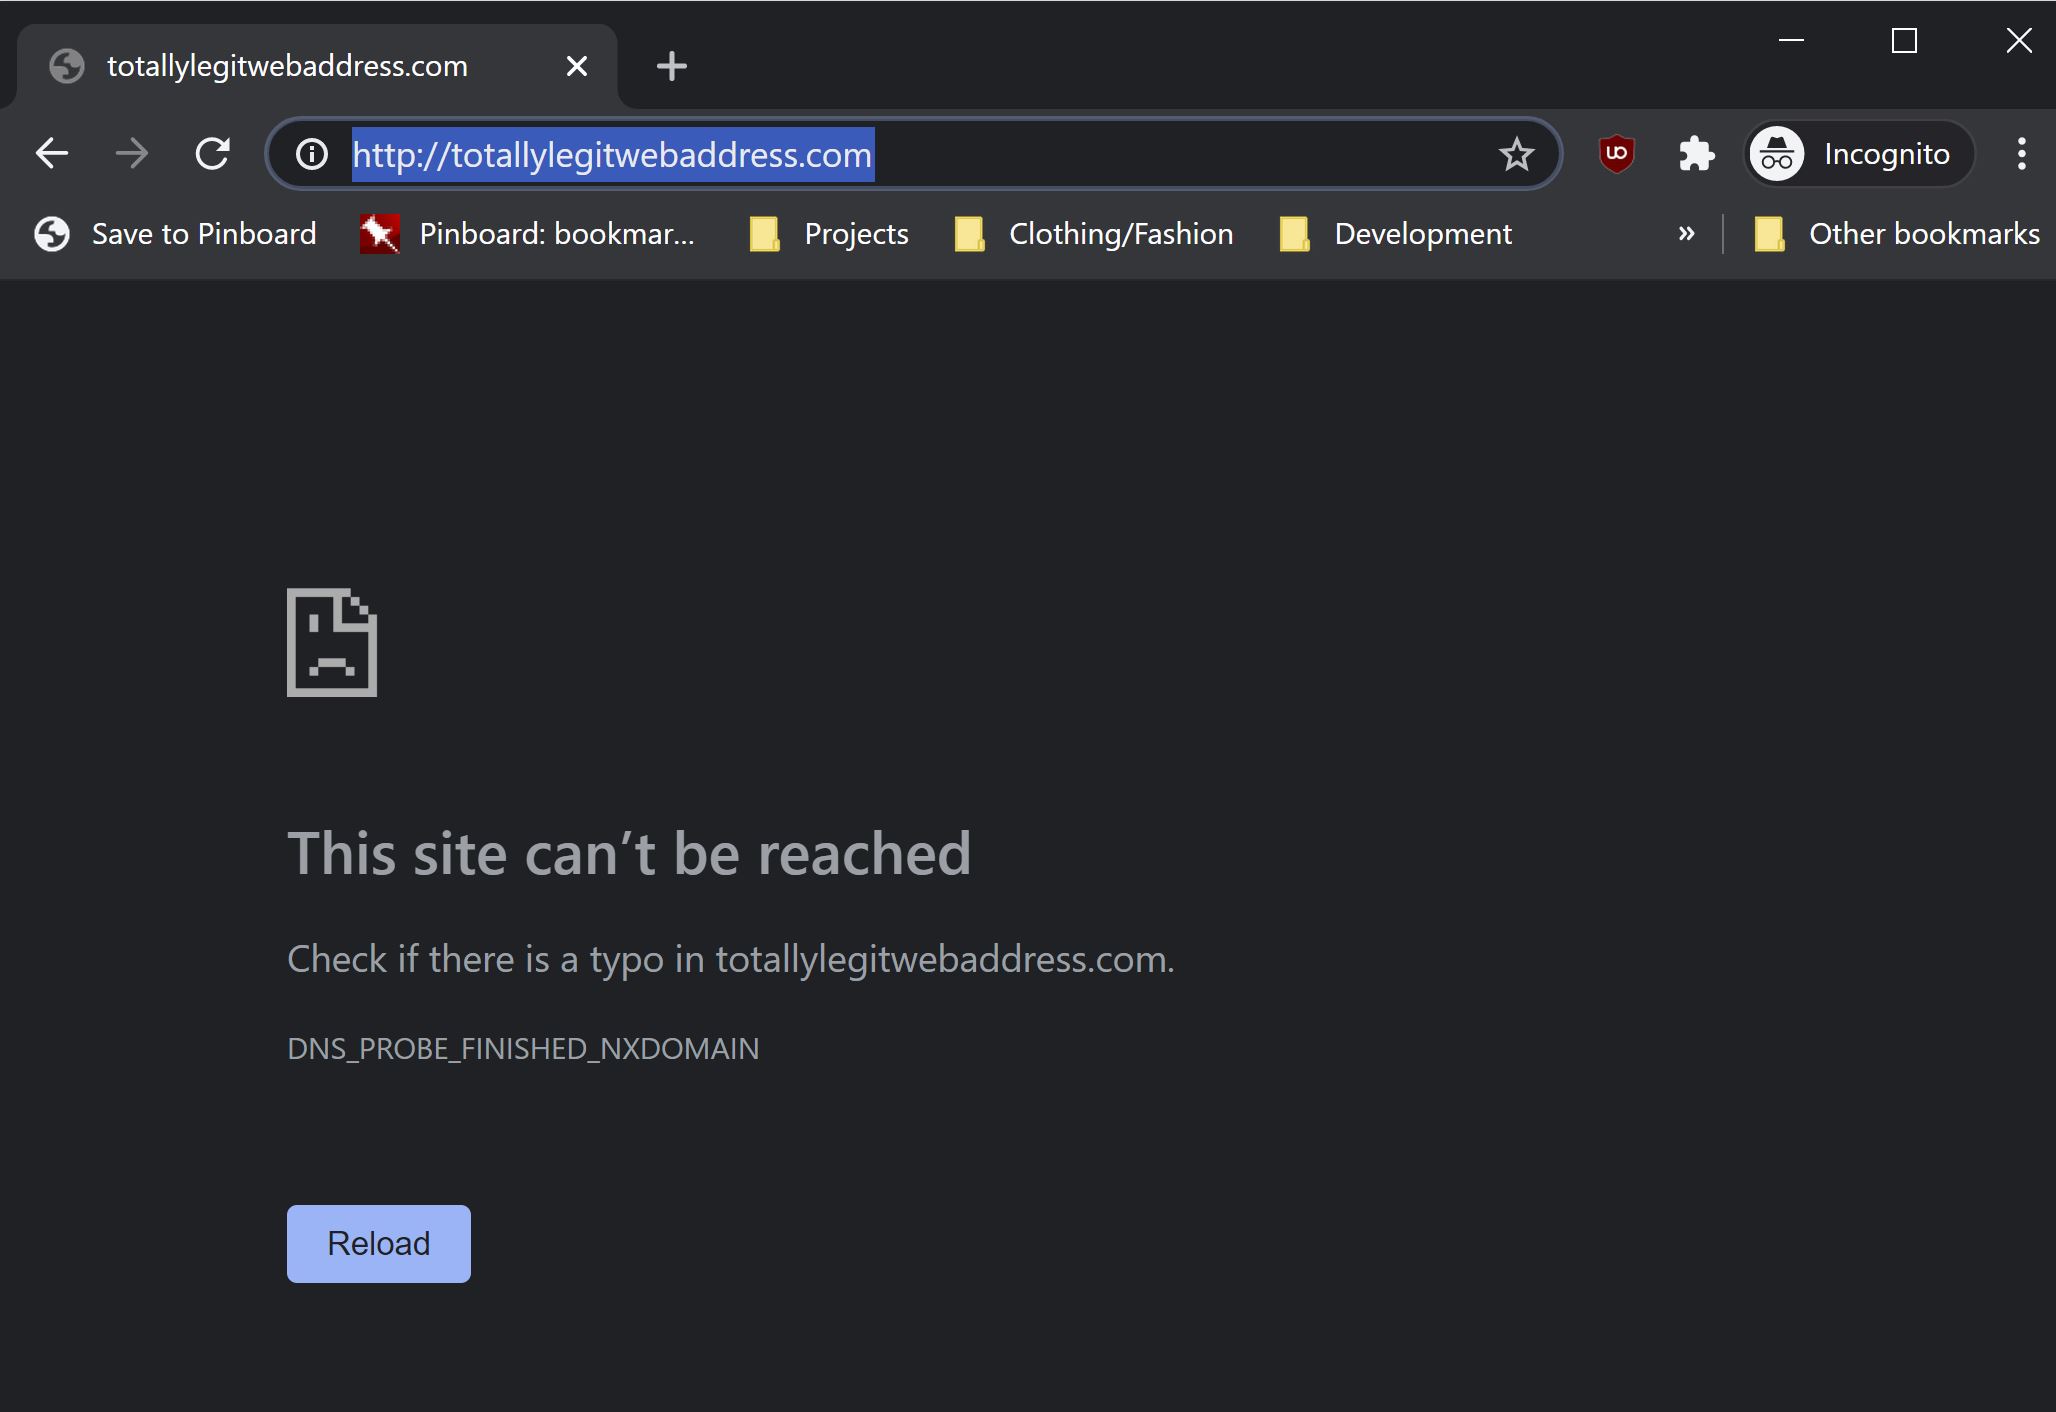 totallylegitwebaddress.com
http://totallylegitwebaddress.com
Incognito
Save to Pinboard
Pinboard: bookmar...
Projects
Clothing/Fashion
Development
»
Other bookmarks
This site can’t be reached
Check if there is a typo in totallylegitwebaddress.com.
DNS_PROBE_FINISHED_NXDOMAIN
Reload